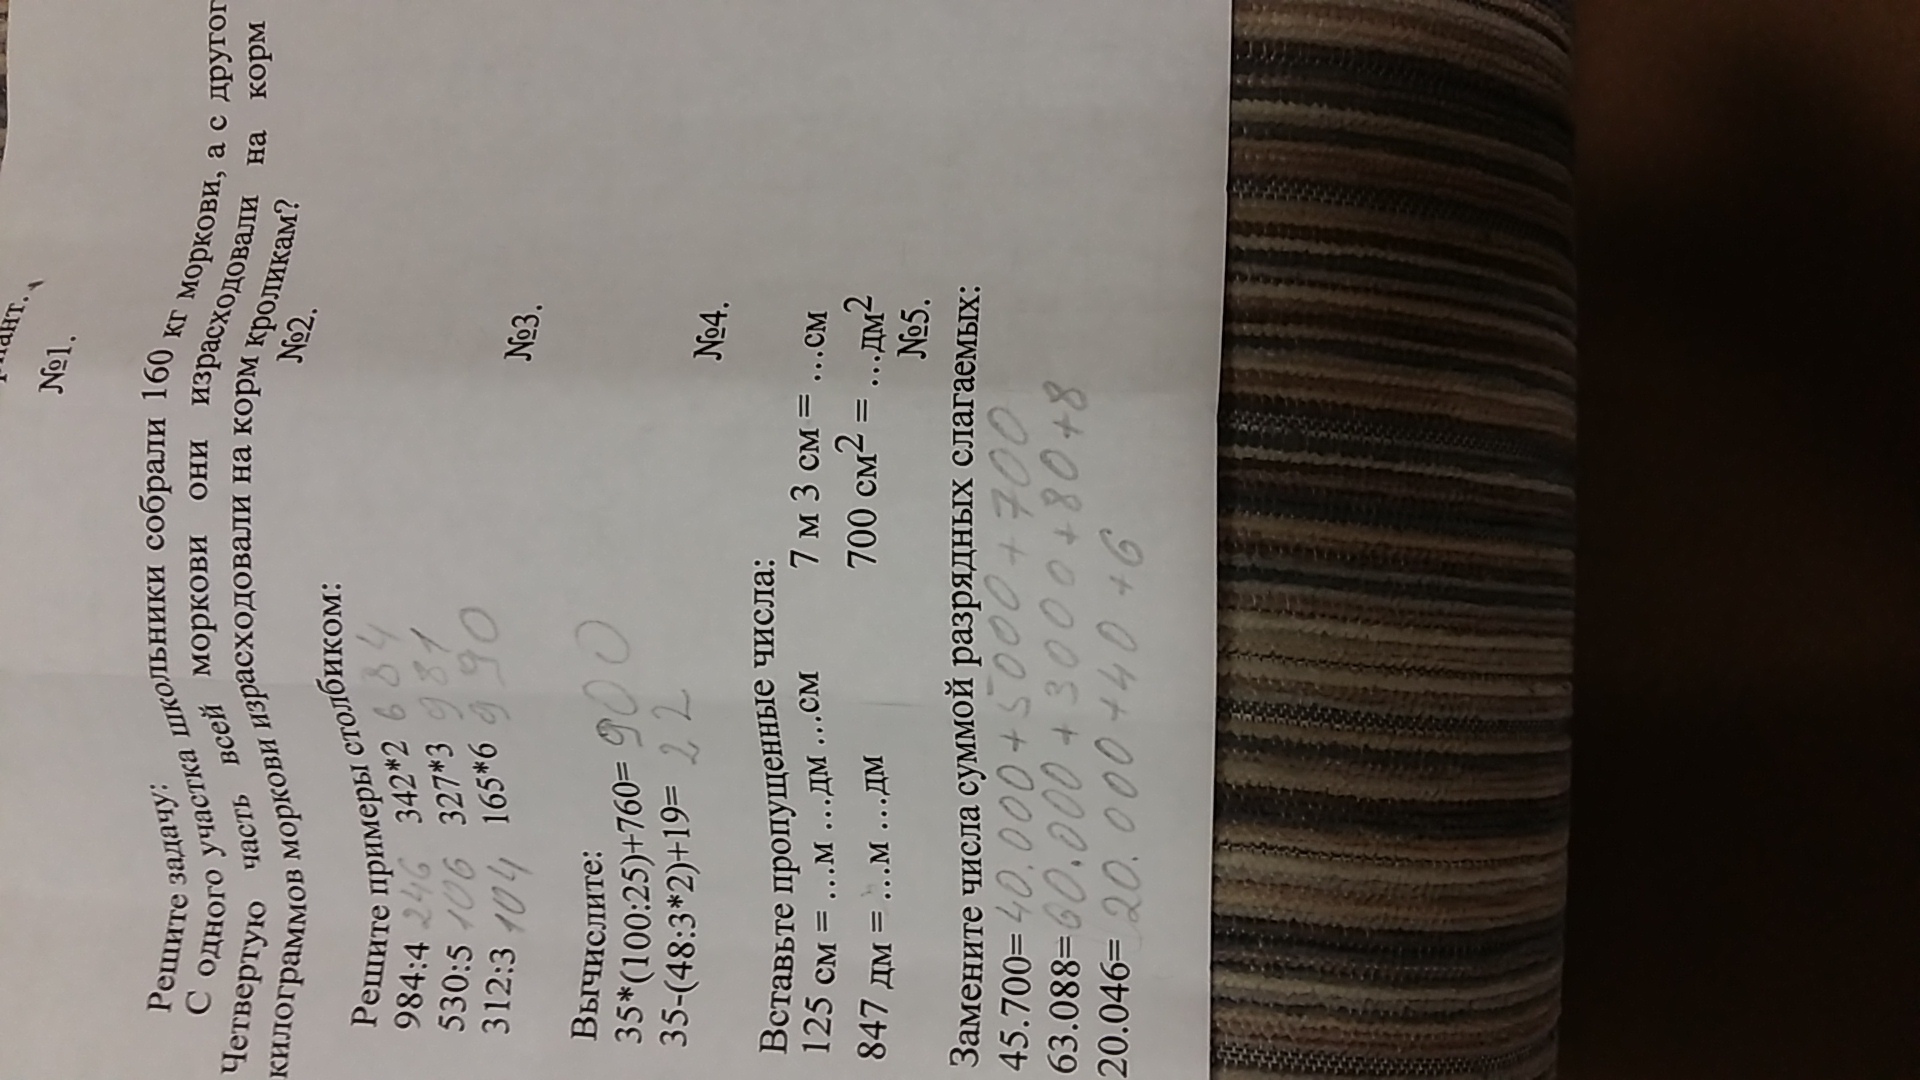 №1.
Решите задачу:
С одного участка школьники собрали 160 кг моркови, а с
Четвертую часть всей моркови они израсходовали на корм
килограммов моркови израсходовали на корм кроликам?
№2.
Решите примеры столбиком:
984:4 246 342*2 684
530:5 106 327*3 981
312:3 104 165*6 990
№3.
Вычислите:
35*(100:25)+760= 900
35-(48:3*2)+19= 22
№4.
Вставьте пропущенные числа:
125 см = …м …дм …см 7 м 3 см = …см
847 дм = …м …дм 700 см2 = …дм2
№5.
Замените числа суммой разрядных слагаемых:
45.700= 40.000+5000+700
63.088= 60.000+3000+80+8
20.046= 20.000+40+6